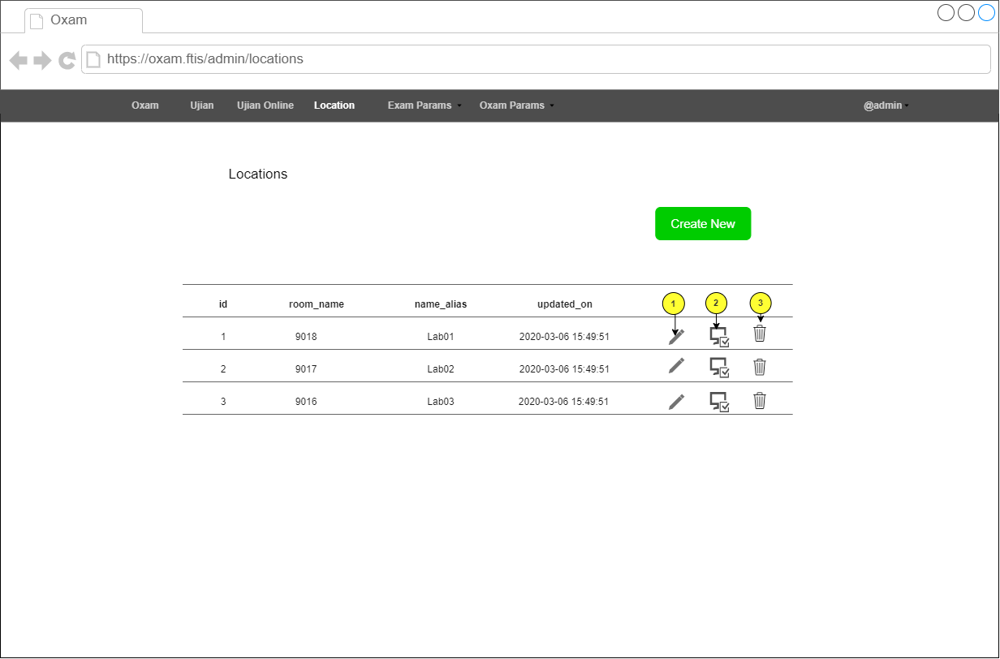 Oxam
https://oxam.ftis/admin/locations
Oxam Ujian Ujian Online Location Exam Params Oxam Params @admin
Locations
Create New
id room_name name_alias updated_on 1 2 3
1 9018 Lab01 2020-03-06 15:49:51
2 9017 Lab02 2020-03-06 15:49:51
3 9016 Lab03 2020-03-06 15:49:51